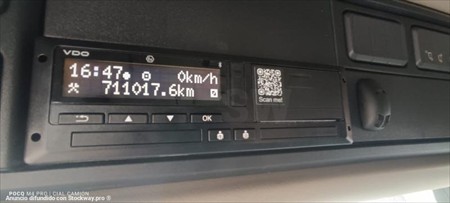 VDO
16:47 0km/h
711017.6km
Scan me!
OK
POCO M4 PRO | CIAL CAMION
Anuncio difundido con Stockway.pro ®